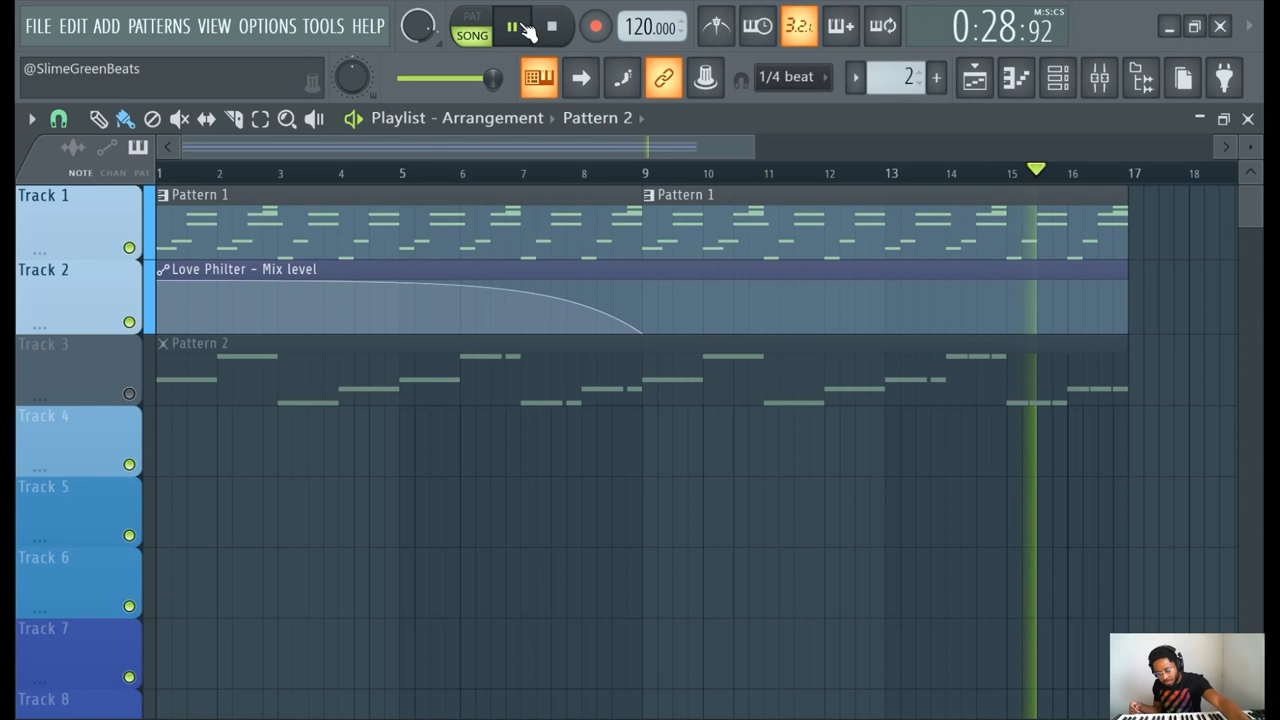 FILE EDIT ADD PATTERNS VIEW OPTIONS TOOLS HELP
PAT
SONG
120.000
3.2.
0:28:92
M:S:CS
@SlimeGreenBeats
1/4 beat
2
Playlist - Arrangement Pattern 2
NOTE CHAN PAT
1 2 3 4 5 6 7 8 9 10 11 12 13 14 15 16 17 18
Track 1
Pattern 1
Pattern 1
Track 2
Love Philter - Mix level
Track 3
Pattern 2
Track 4
Track 5
Track 6
Track 7
Track 8